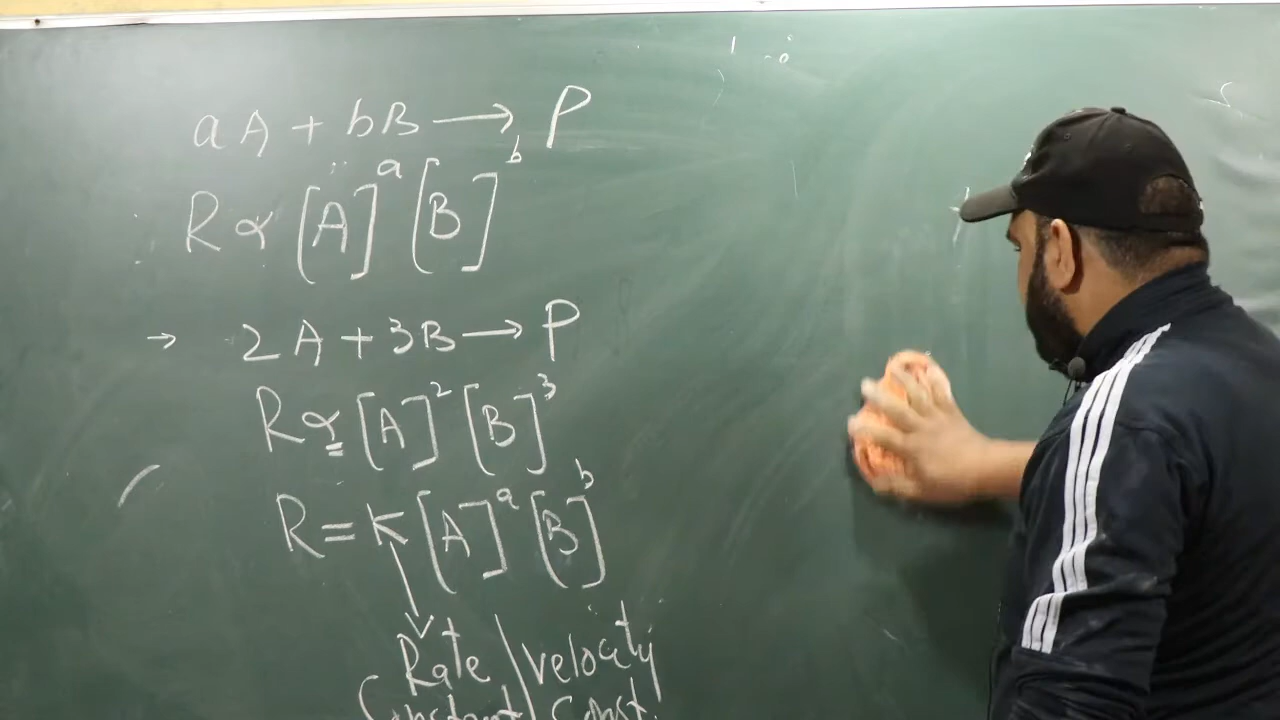 aA + bB → P
R ∝ [A]ᵃ [B]ᵇ
→ 2A + 3B → P
R ∝ [A]² [B]³
R = K [A]ᵃ [B]ᵇ
Rate / Velocity
Constant / Const.